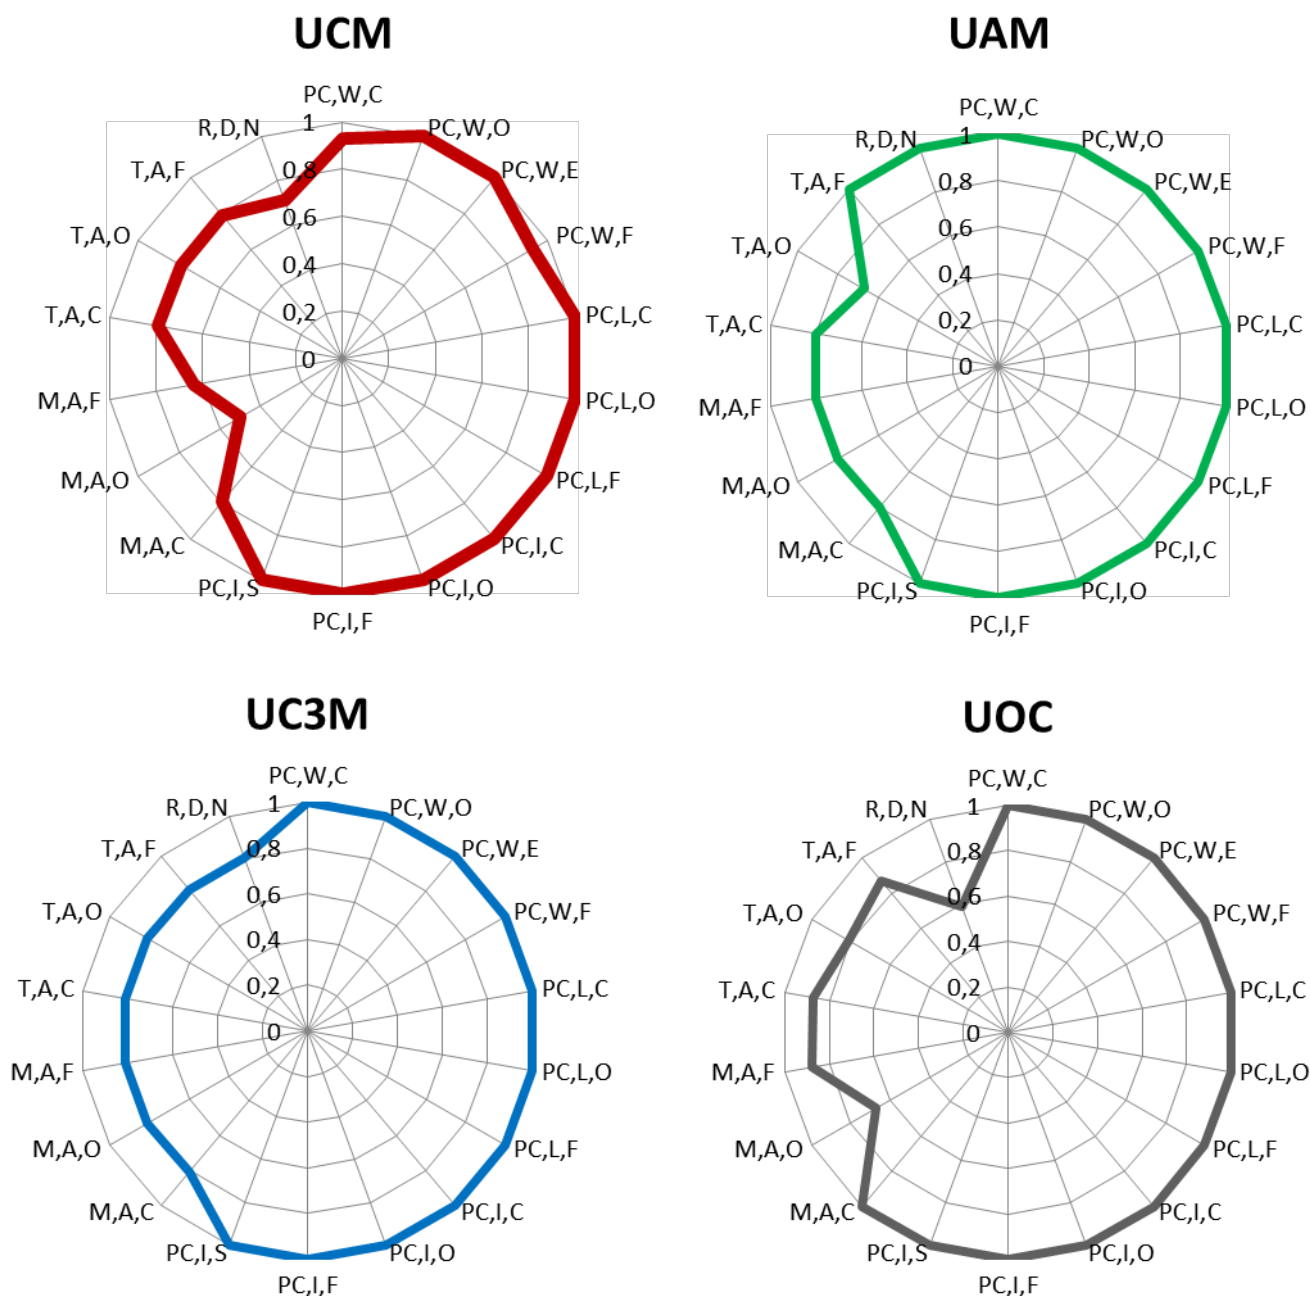 UCM
PC,W,C
PC,W,O
PC,W,E
PC,W,F
PC,L,C
PC,L,O
PC,L,F
PC,I,C
PC,I,O
PC,I,F
PC,I,S
M,A,C
M,A,O
M,A,F
T,A,C
T,A,O
T,A,F
R,D,N
1
0,8
0,6
0,4
0,2
0
UAM
PC,W,C
PC,W,O
PC,W,E
PC,W,F
PC,L,C
PC,L,O
PC,L,F
PC,I,C
PC,I,O
PC,I,F
PC,I,S
M,A,C
M,A,O
M,A,F
T,A,C
T,A,O
T,A,F
R,D,N
1
0,8
0,6
0,4
0,2
0
UC3M
PC,W,C
PC,W,O
PC,W,E
PC,W,F
PC,L,C
PC,L,O
PC,L,F
PC,I,C
PC,I,O
PC,I,F
PC,I,S
M,A,C
M,A,O
M,A,F
T,A,C
T,A,O
T,A,F
R,D,N
1
0,8
0,6
0,4
0,2
0
UOC
PC,W,C
PC,W,O
PC,W,E
PC,W,F
PC,L,C
PC,L,O
PC,L,F
PC,I,C
PC,I,O
PC,I,F
PC,I,S
M,A,C
M,A,O
M,A,F
T,A,C
T,A,O
T,A,F
R,D,N
1
0,8
0,6
0,4
0,2
0